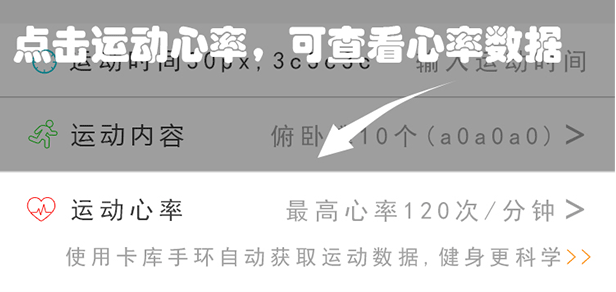 点击运动心率，可查看心率数据
运动时间30px,3c3c3c 输入运动时间
运动内容 俯卧 10个(a0a0a0) >
运动心率 最高心率120次/分钟 >
使用卡库手环自动获取运动数据,健身更科学>>